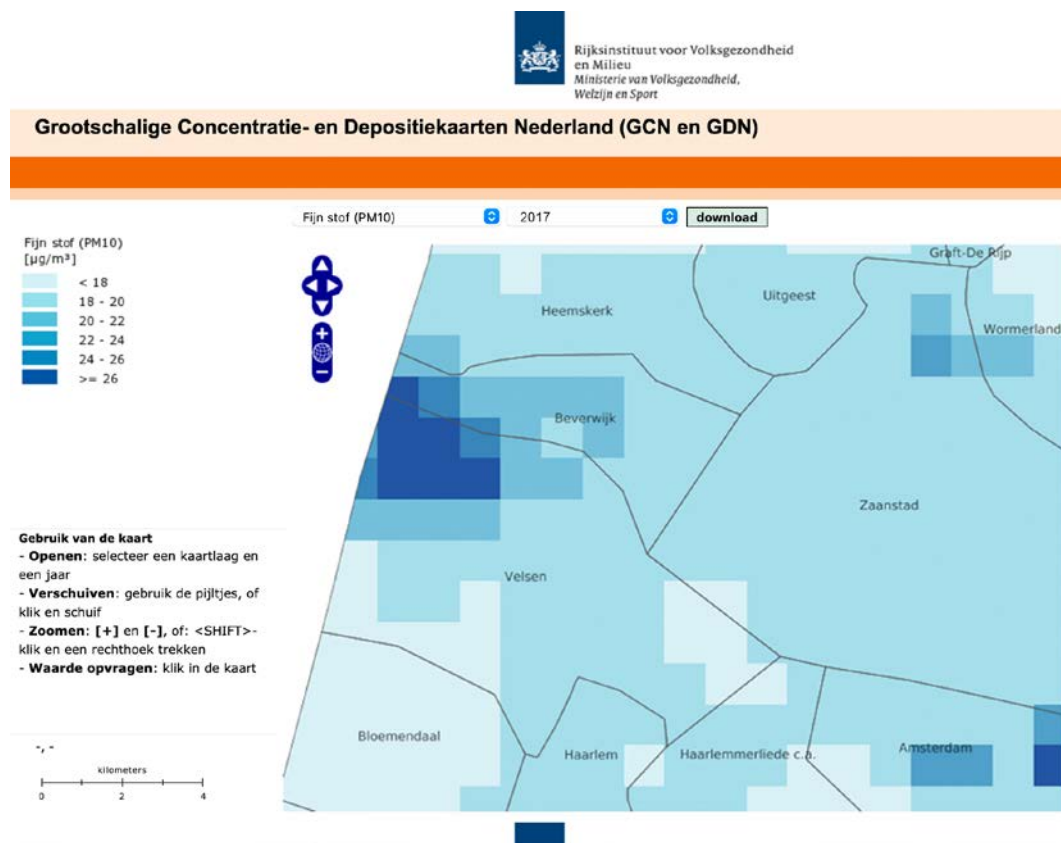 Rijksinstituut voor Volksgezondheid
en Milieu
Ministerie van Volksgezondheid,
Welzijn en Sport
Grootschalige Concentratie- en Depositiekaarten Nederland (GCN en GDN)
Fijn stof (PM10)
2017
download
Fijn stof (PM10)
[µg/m³]
< 18
18 - 20
20 - 22
22 - 24
24 - 26
>= 26
Graft-De Rijp
Uitgeest
Heemskerk
Wormerland
Beverwijk
Zaanstad
Velsen
Bloemendaal
Haarlem
Haarlemmerliede c.a.
Amsterdam
Gebruik van de kaart
- Openen: selecteer een kaartlaag en
een jaar
- Verschuiven: gebruik de pijltjes, of
klik en schuif
- Zoomen: [+] en [-], of: <SHIFT>-
klik en een rechthoek trekken
- Waarde opvragen: klik in de kaart
-, -
kilometers
0 2 4